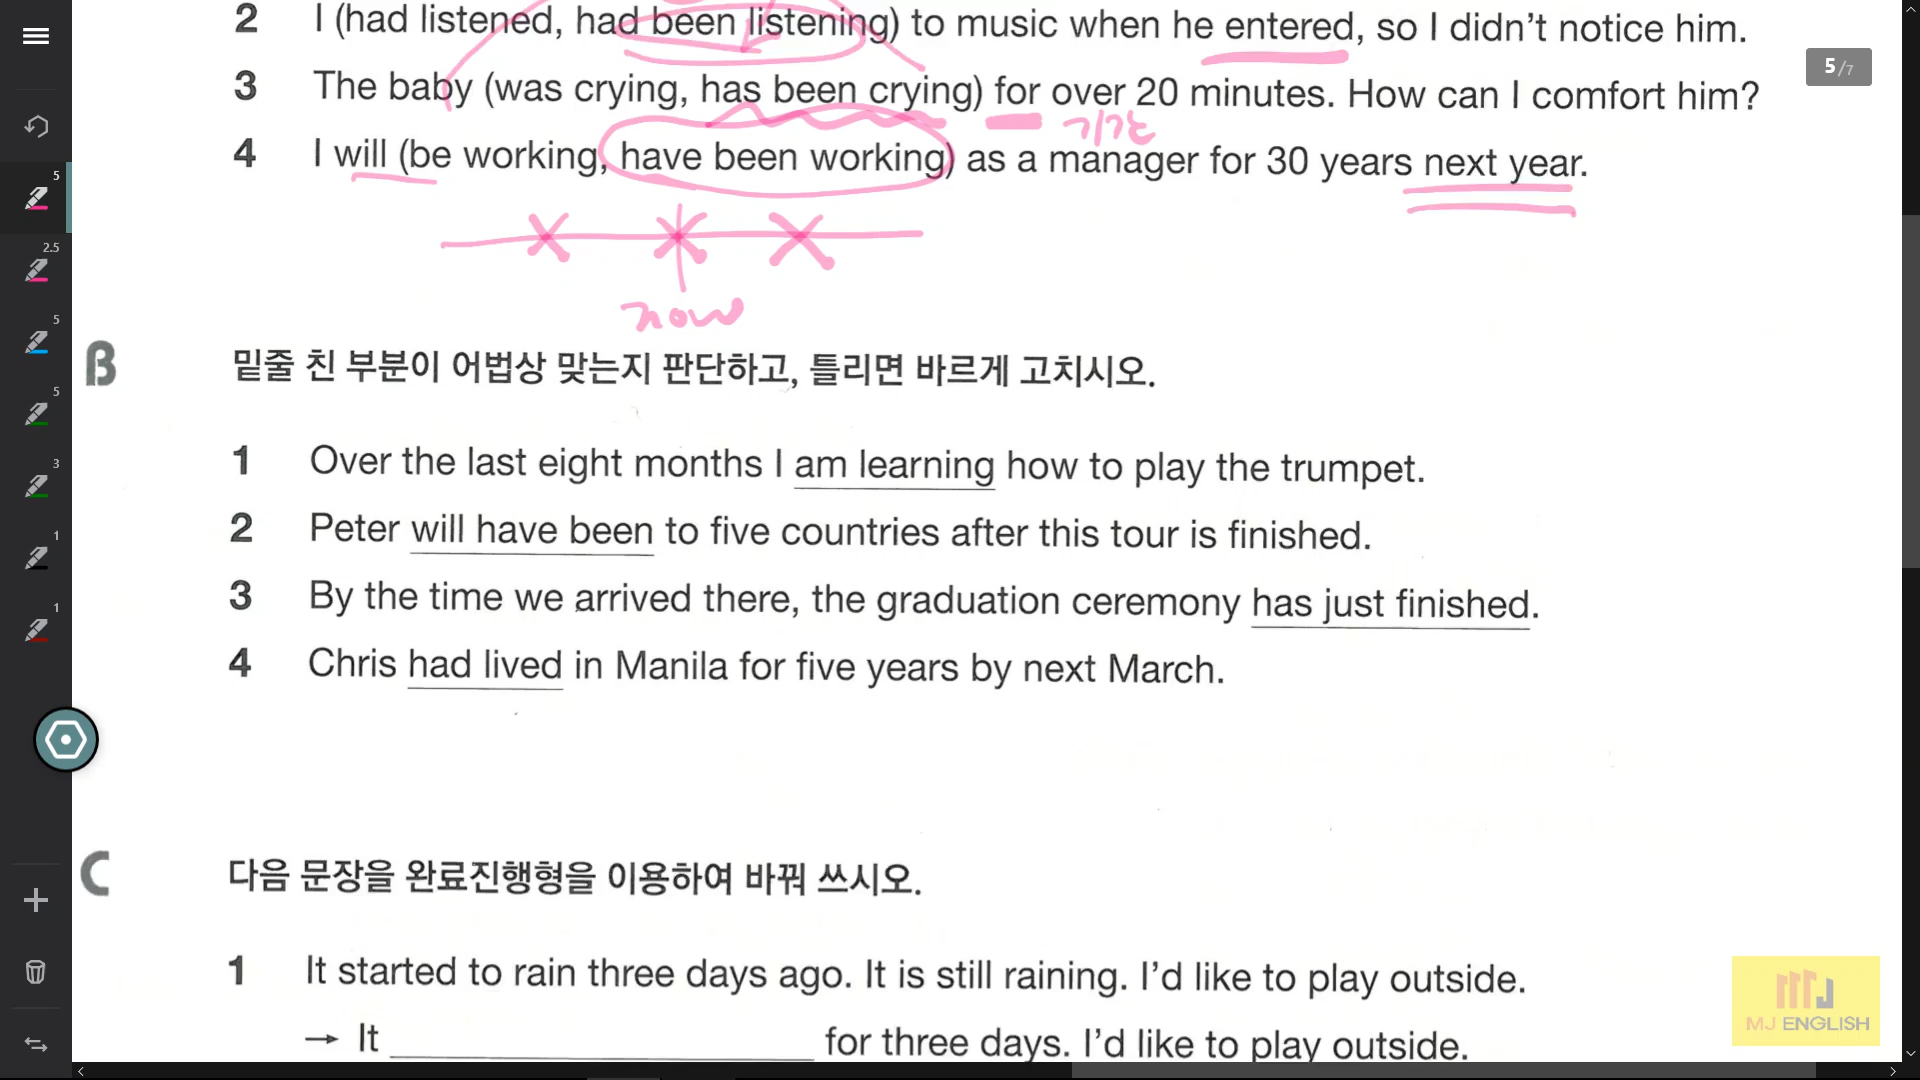 2 I (had listened, had been listening) to music when he entered, so I didn't notice him.
5/7
3 The baby (was crying, has been crying) for over 20 minutes. How can I comfort him?
기간
4 I will (be working, have been working) as a manager for 30 years next year.
now
B 밑줄 친 부분이 어법상 맞는지 판단하고, 틀리면 바르게 고치시오.
1 Over the last eight months I am learning how to play the trumpet.
2 Peter will have been to five countries after this tour is finished.
3 By the time we arrived there, the graduation ceremony has just finished.
4 Chris had lived in Manila for five years by next March.
C 다음 문장을 완료진행형을 이용하여 바꿔 쓰시오.
1 It started to rain three days ago. It is still raining. I'd like to play outside.
→ It ____________________ for three days. I'd like to play outside.
5
2.5
5
5
3
1
1
MJ ENGLISH